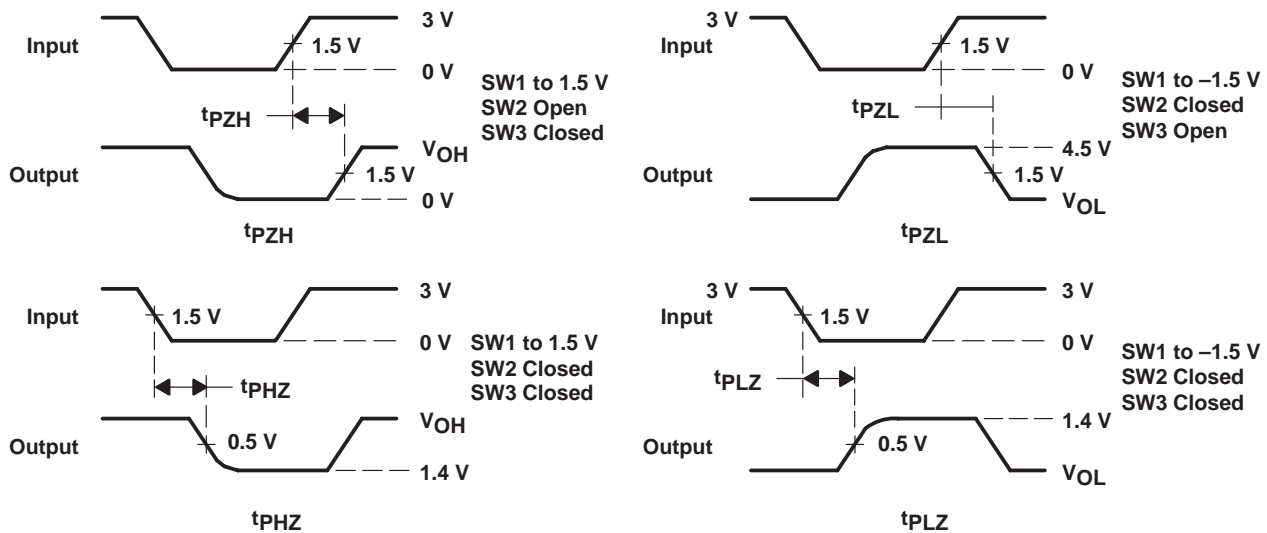 Input
3 V
1.5 V
0 V
SW1 to 1.5 V
SW2 Open
SW3 Closed
tPZH
Output
VOH
1.5 V
0 V
tPZH
3 V
Input
1.5 V
3 V
0 V
SW1 to –1.5 V
SW2 Closed
SW3 Open
tPZL
Output
4.5 V
1.5 V
VOL
tPZL
Input
3 V
1.5 V
0 V
SW1 to 1.5 V
SW2 Closed
SW3 Closed
tPHZ
Output
VOH
0.5 V
1.4 V
tPHZ
3 V
Input
3 V
1.5 V
0 V
SW1 to –1.5 V
SW2 Closed
SW3 Closed
tPLZ
Output
1.4 V
0.5 V
VOL
tPLZ